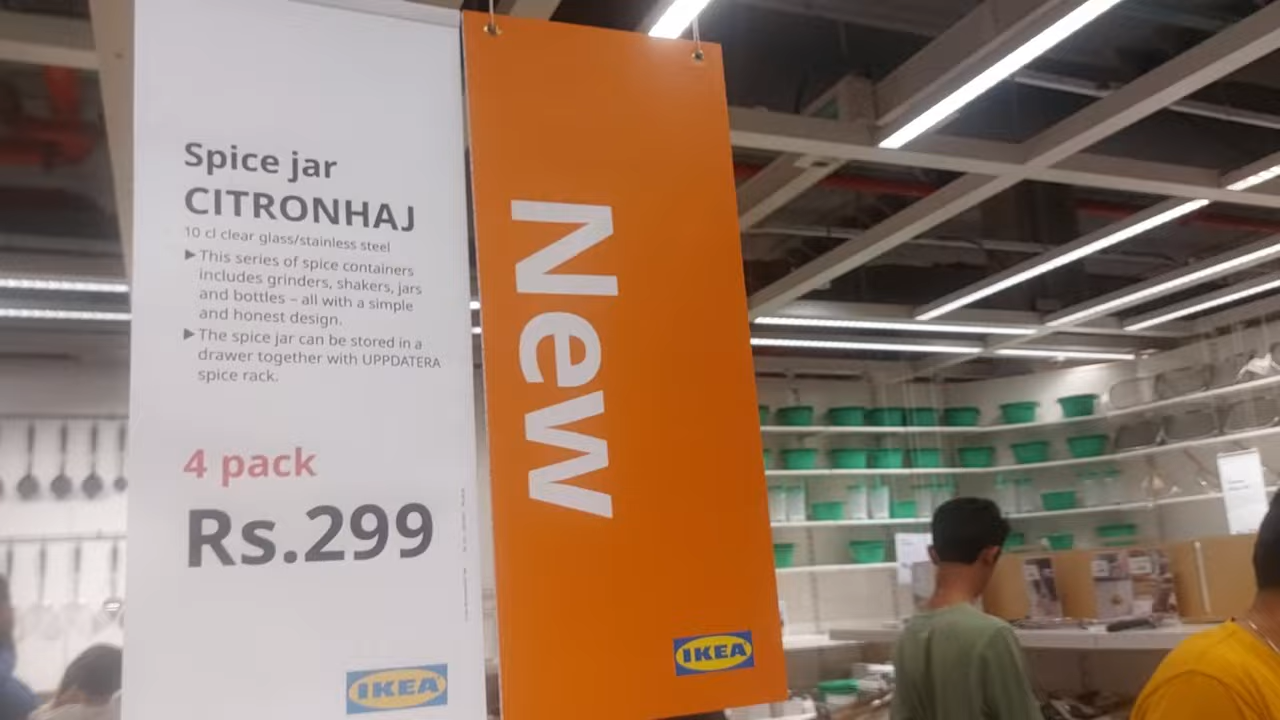 Spice jar
CITRONHAJ
10 cl clear glass/stainless steel
▶This series of spice containers
includes grinders, shakers, jars
and bottles – all with a simple
and honest design.
▶The spice jar can be stored in a
drawer together with UPPDATERA
spice rack.
4 pack
Rs.299
IKEA
New
IKEA